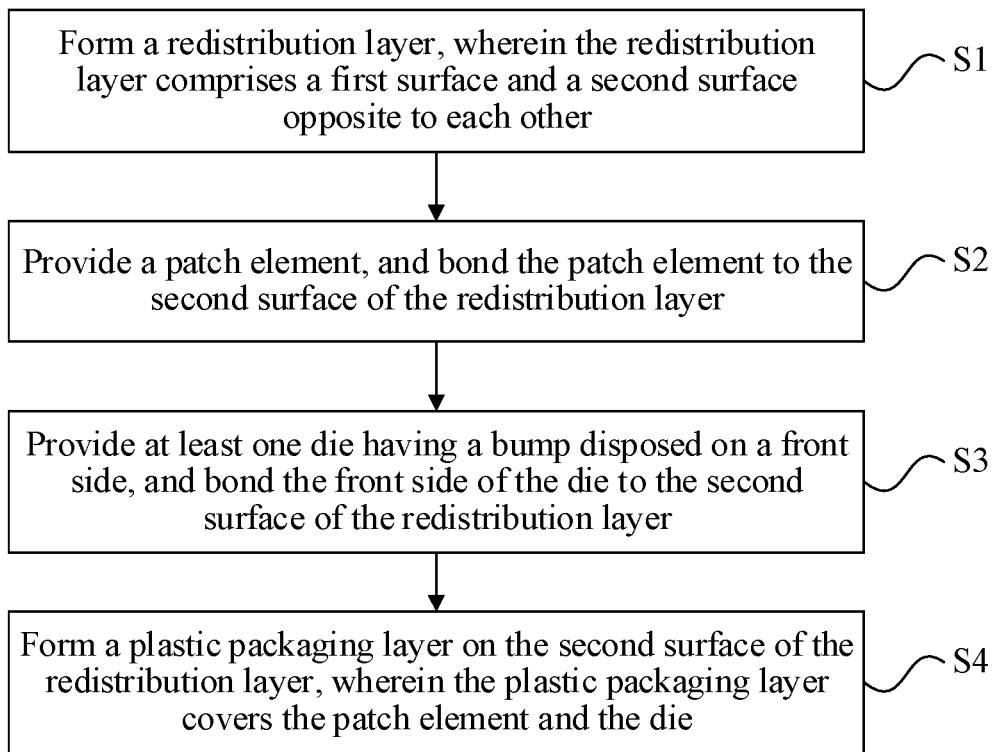 Form a redistribution layer, wherein the redistribution
layer comprises a first surface and a second surface
opposite to each other
S1
Provide a patch element, and bond the patch element to the
second surface of the redistribution layer
S2
Provide at least one die having a bump disposed on a front
side, and bond the front side of the die to the second
surface of the redistribution layer
S3
Form a plastic packaging layer on the second surface of the
redistribution layer, wherein the plastic packaging layer
covers the patch element and the die
S4